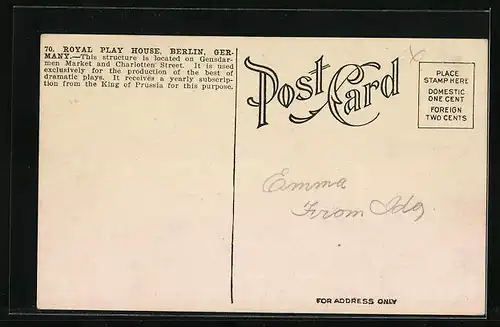 70. ROYAL PLAY HOUSE, BERLIN, GER-
MANY.—This structure is located on Gensdar-
men Market and Charlotten Street. It is used
exclusively for the production of the best of
dramatic plays. It receives a yearly subscrip-
tion from the King of Prussia for this purpose.
Post Card
PLACE
STAMP HERE
DOMESTIC
ONE CENT
FOREIGN
TWO CENTS
Emma
From Ida
FOR ADDRESS ONLY